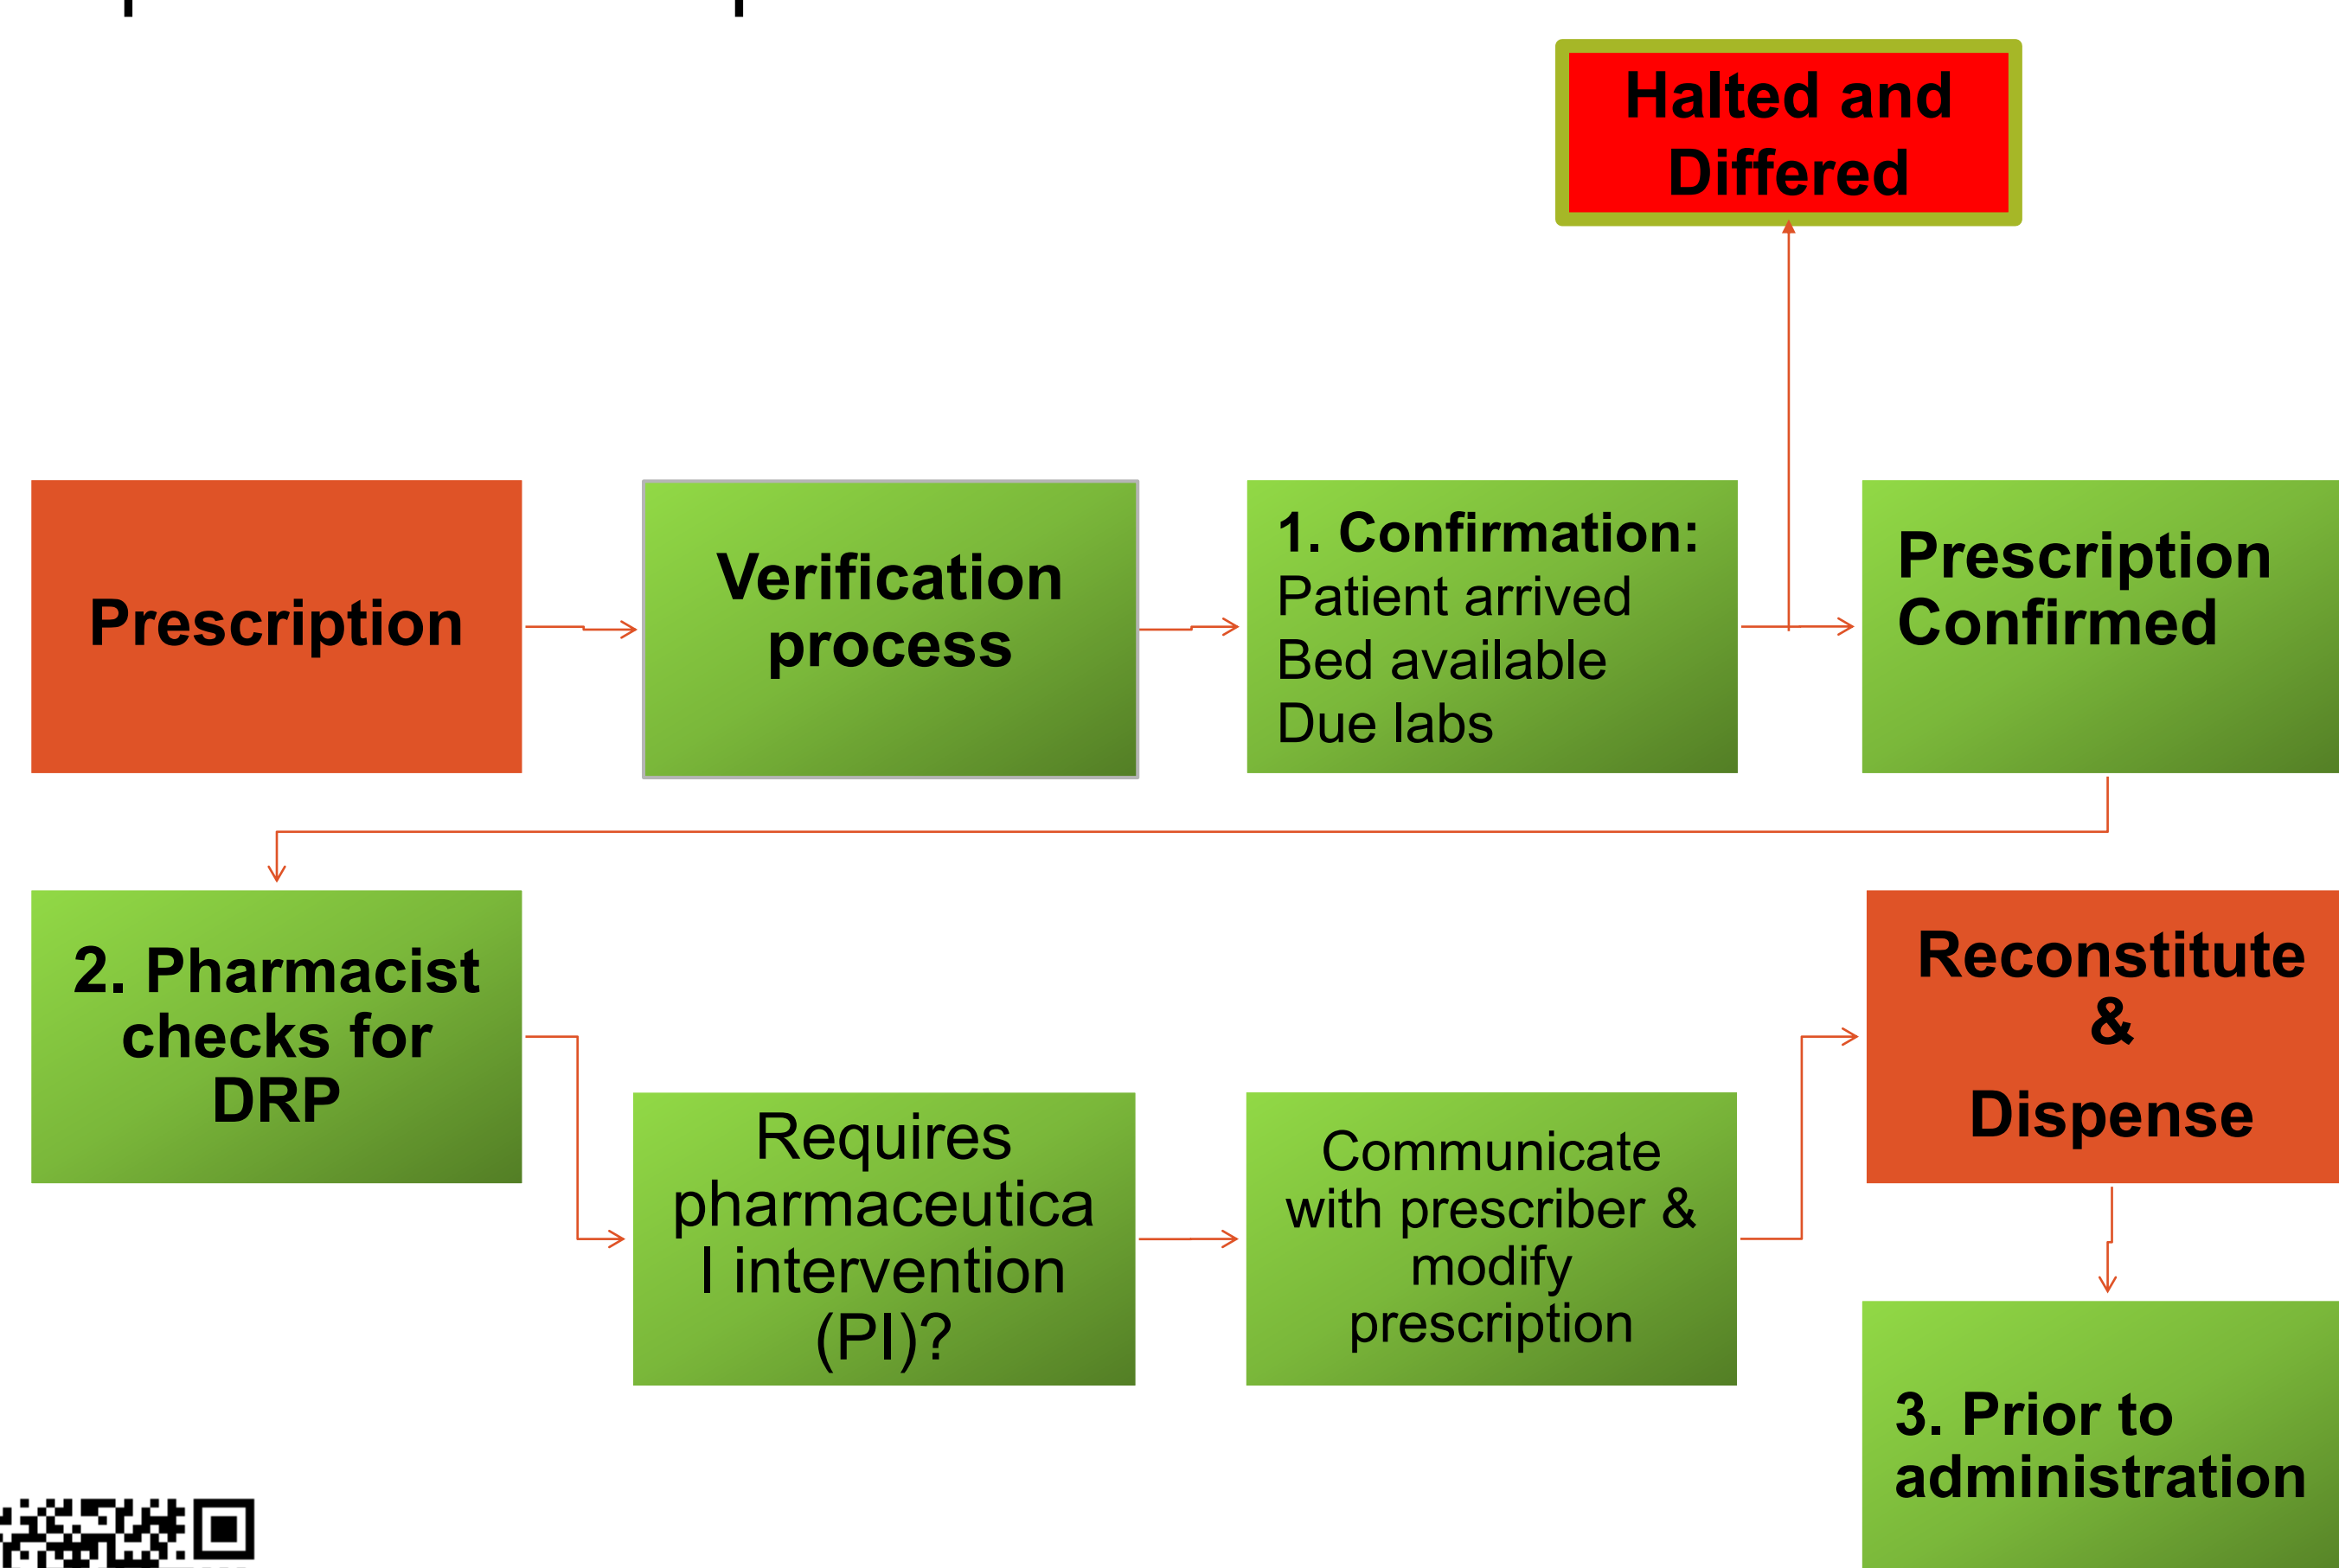 Halted and
Differed
Prescription
Verification
process
1. Confirmation:
Patient arrived
Bed available
Due labs
Prescription
Confirmed
2. Pharmacist
checks for
DRP
Requires
pharmaceutica
l intervention
(PI)?
Communicate
with prescriber &
modify
prescription
Reconstitute
&
Dispense
3. Prior to
administration